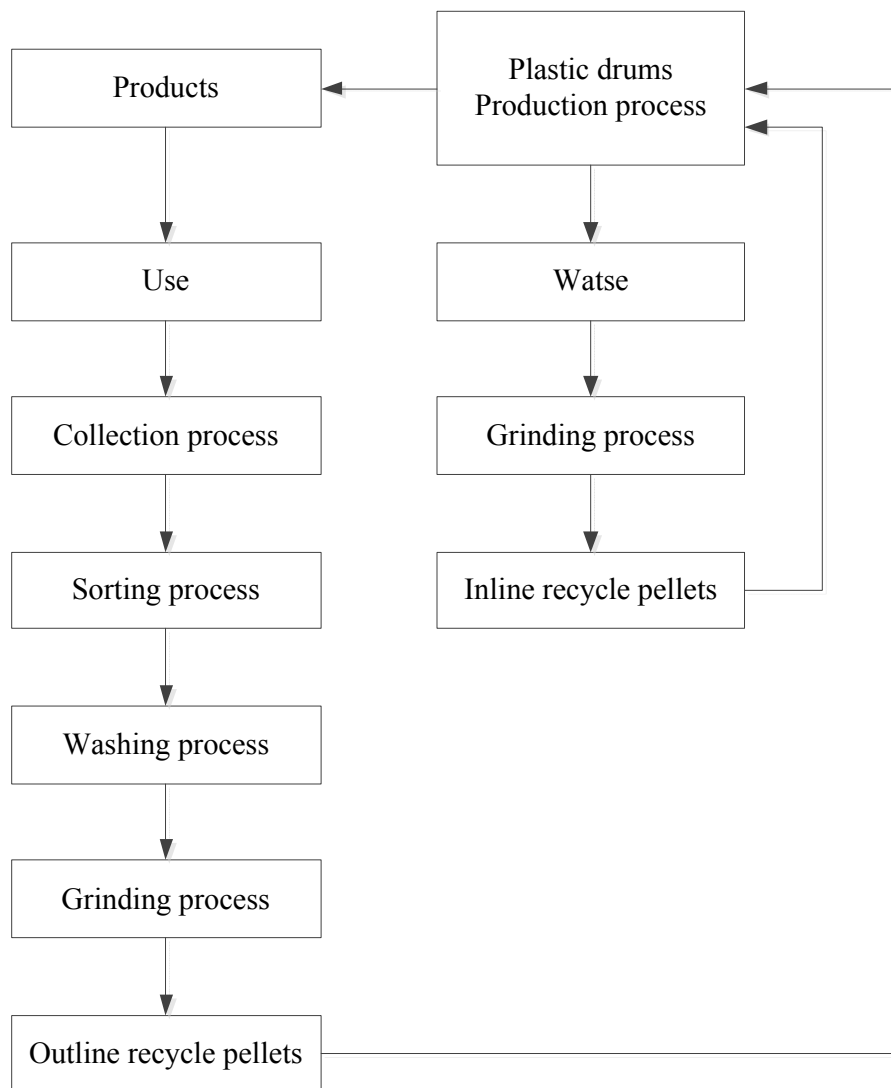 Plastic drums
Production process
Products
Use
Watse
Collection process
Grinding process
Sorting process
Inline recycle pellets
Washing process
Grinding process
Outline recycle pellets